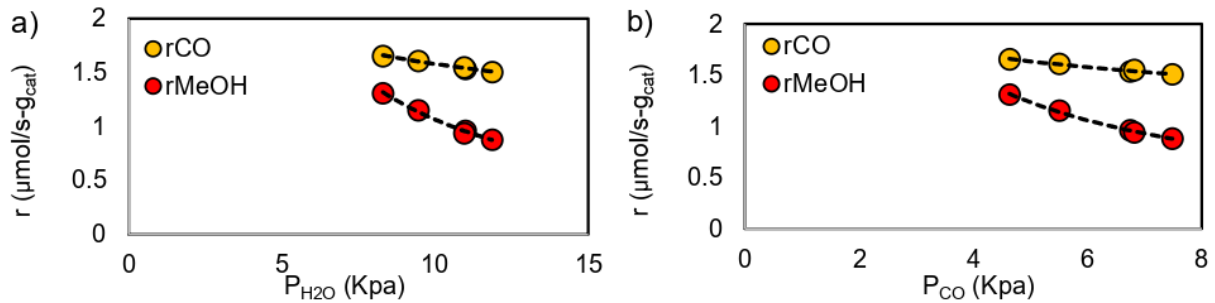 a)
2
1.5
1
0.5
0
r (µmol/s-gcat)
rCO
rMeOH
0 5 10 15
PH2O (Kpa)
b)
2
1.5
1
0.5
0
r (µmol/s-gcat)
rCO
rMeOH
0 2 4 6 8
PCO (Kpa)